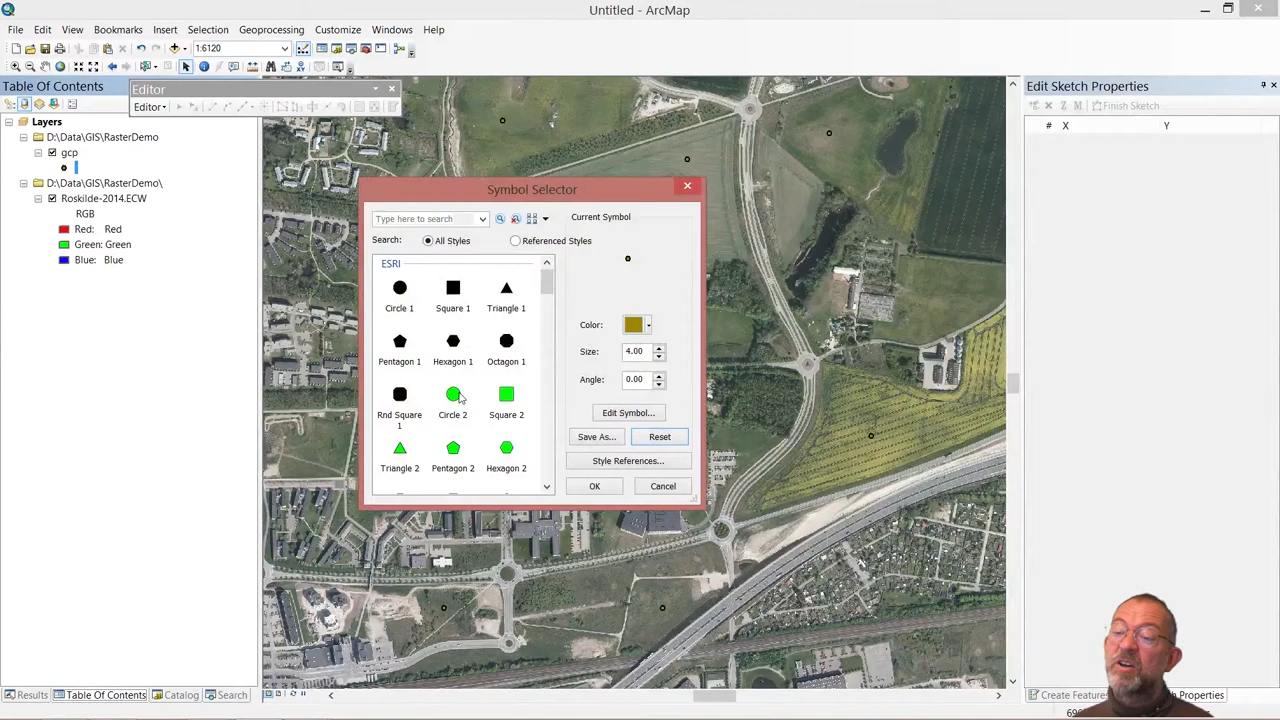 Untitled - ArcMap
File Edit View Bookmarks Insert Selection Geoprocessing Customize Windows Help
1:6120
Table Of Contents
Editor
Editor
Layers
D:\Data\GIS\RasterDemo
gcp
D:\Data\GIS\RasterDemo\
Roskilde-2014.ECW
RGB
Red: Red
Green: Green
Blue: Blue
Symbol Selector
Type here to search
Search: All Styles Referenced Styles
ESRI
Circle 1 Square 1 Triangle 1
Pentagon 1 Hexagon 1 Octagon 1
Rnd Square 1 Circle 2 Square 2
Triangle 2 Pentagon 2 Hexagon 2
Current Symbol
Color:
Size: 4.00
Angle: 0.00
Edit Symbol...
Save As... Reset
Style References...
OK Cancel
Edit Sketch Properties
Finish Sketch
# X Y
Results Table Of Contents Catalog Search
Create Feature Properties